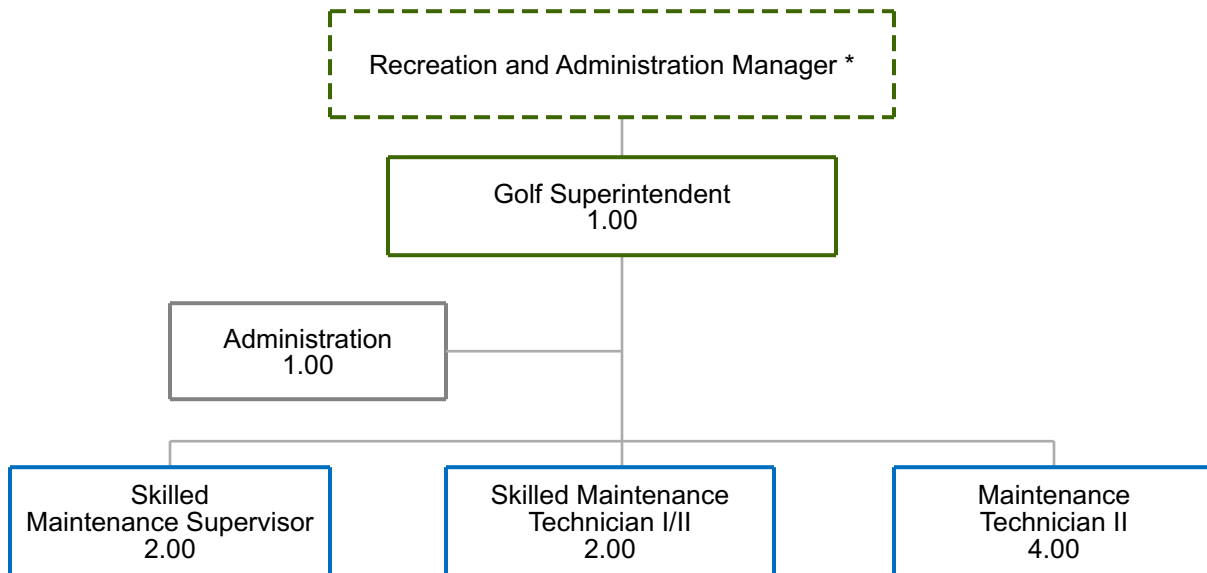 Recreation and Administration Manager *
Golf Superintendent
1.00
Administration
1.00
Skilled
Maintenance Supervisor
2.00
Skilled Maintenance
Technician I/II
2.00
Maintenance
Technician II
4.00